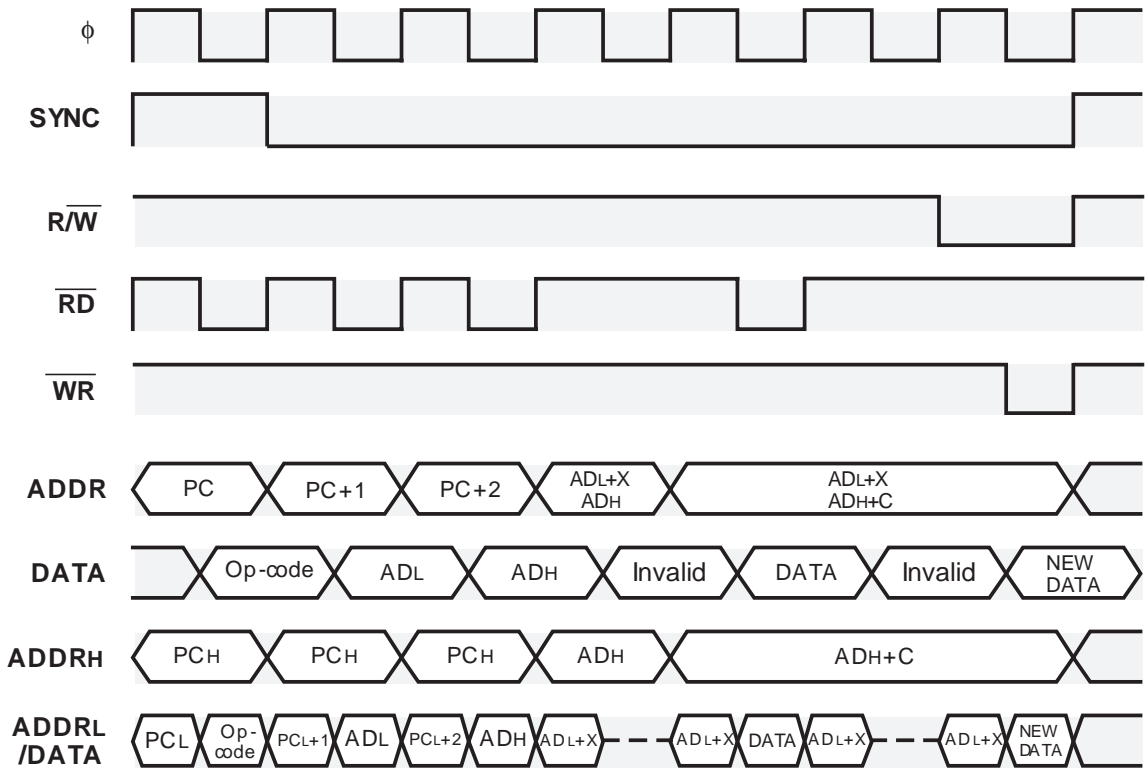 ϕ
SYNC
R/W̅
R̅D̅
W̅R̅
ADDR
PC
PC+1
PC+2
ADL+X
ADH
ADL+X
ADH+C
DATA
Op-code
ADL
ADH
Invalid
DATA
Invalid
NEW
DATA
ADDRH
PCH
PCH
PCH
ADH
ADH+C
ADDRL
/DATA
PCL
Op-
code
PCL+1
ADL
PCL+2
ADH
ADL+X
ADL+X
DATA
ADL+X
ADL+X
NEW
DATA